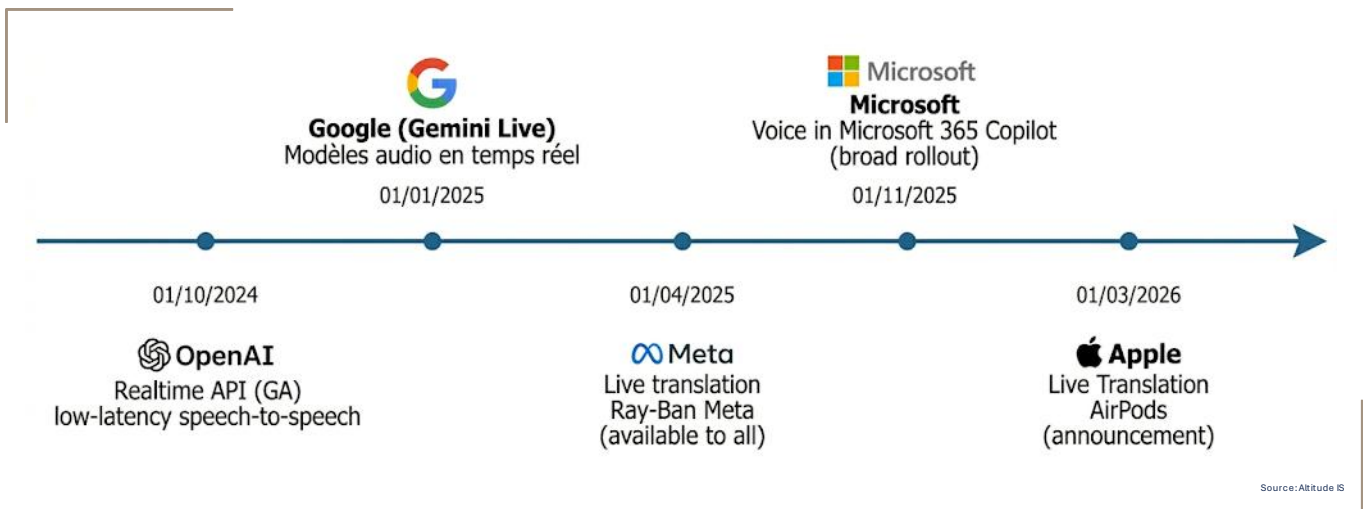 Google (Gemini Live)
Modèles audio en temps réel
01/01/2025
Microsoft
Microsoft
Voice in Microsoft 365 Copilot
(broad rollout)
01/11/2025
01/10/2024
OpenAI
Realtime API (GA)
low-latency speech-to-speech
01/04/2025
Meta
Live translation
Ray-Ban Meta
(available to all)
01/03/2026
Apple
Live Translation
AirPods
(announcement)
Source: Altitude IS